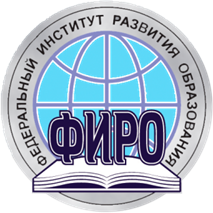 ФЕДЕРАЛЬНЫЙ ИНСТИТУТ РАЗВИТИЯ ОБРАЗОВАНИЯ
ФИРО